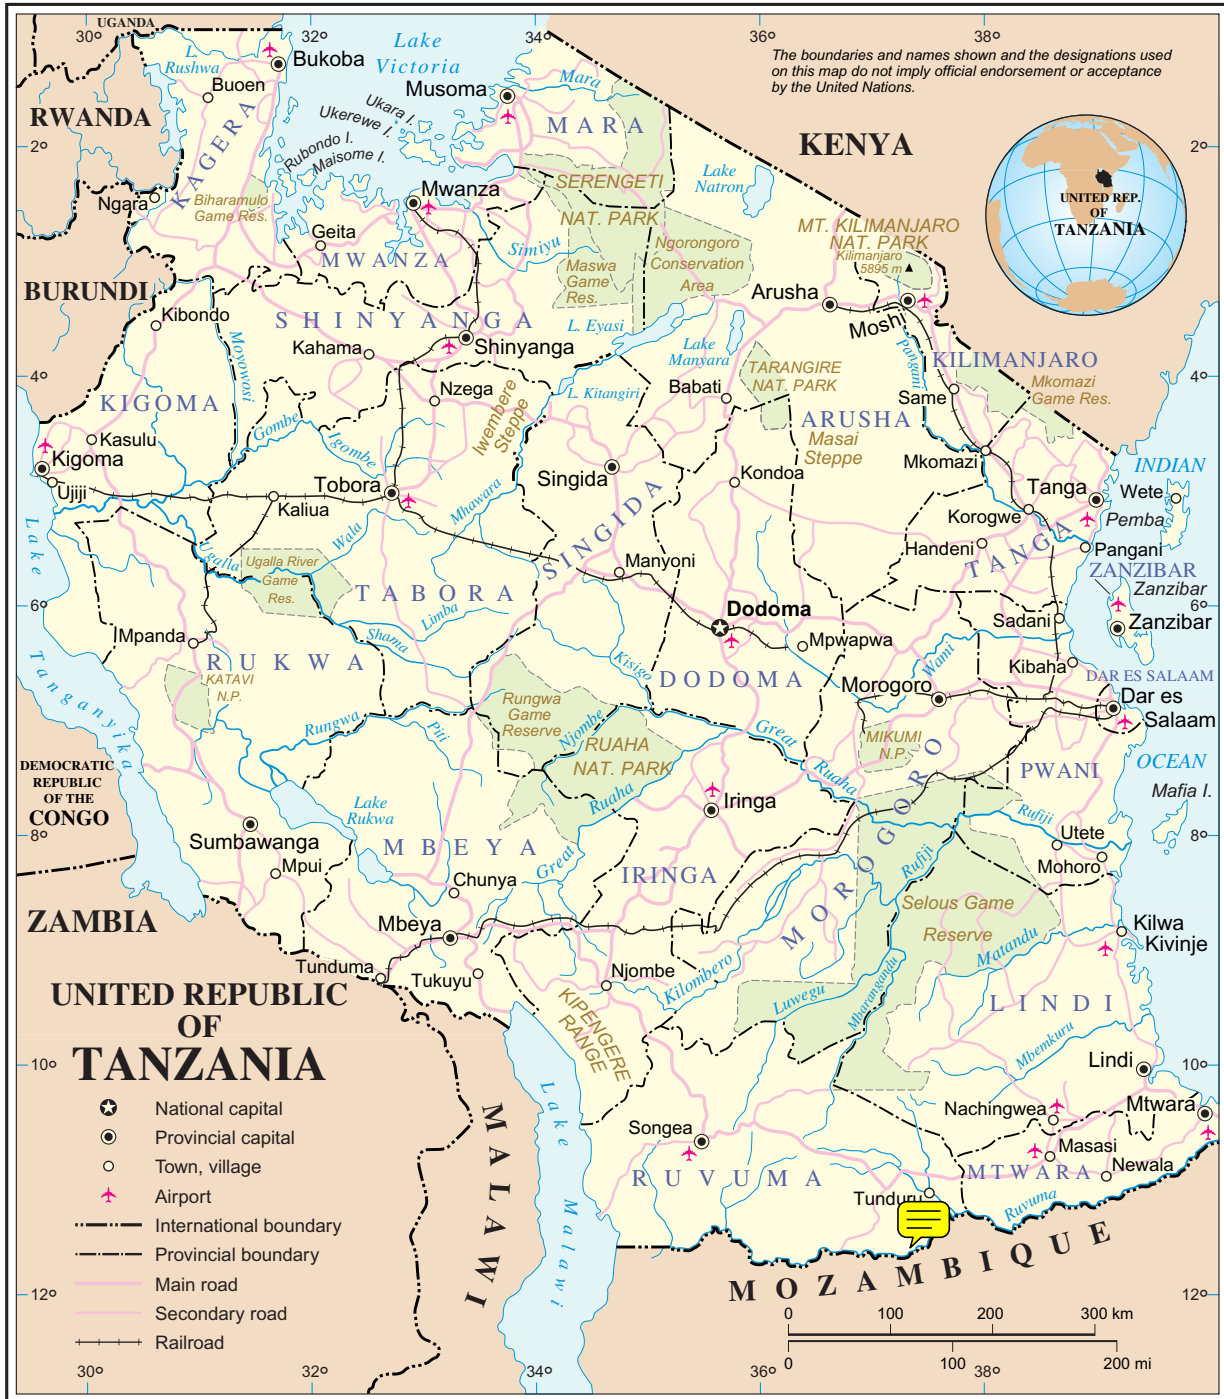 UGANDA
30°
32°
34°
36°
38°
Lake
Victoria
The boundaries and names shown and the designations used
on this map do not imply official endorsement or acceptance
by the United Nations.
L.
Rushwa
Bukoba
Buoen
Musoma
Mara
Ukara I.
Ukerewe I.
Rubondo I.
Maisome I.
RWANDA
KAGERA
MARA
KENYA
2°
2°
Ngara
Biharamulo
Game Res.
Mwanza
SERENGETI
NAT. PARK
Lake
Natron
UNITED REP.
OF
TANZANIA
Geita
MWANZA
Simiyu
Maswa
Game
Res.
Ngorongoro
Conservation
Area
MT. KILIMANJARO
NAT. PARK
Kilimanjaro
5895 m
BURUNDI
Kibondo
SHINYANGA
Kahama
Shinyanga
L. Eyasi
Lake
Manyara
Arusha
Moshi
KILIMANJARO
Moyowosi
Pangani
4°
4°
KIGOMA
Nzega
Iwembere
Steppe
L. Kitangiri
Babati
TARANGIRE
NAT. PARK
Same
Mkomazi
Game Res.
ARUSHA
Masai
Steppe
Kasulu
Kigoma
Ujiji
Gombe
Igombe
Tobora
Kaliua
Singida
Kondoa
Mkomazi
INDIAN
Tanga
Wete
Pemba
Korogwe
Handeni
TANGA
Pangani
Mhawara
Wala
SINGIDA
Manyoni
ZANZIBAR
Zanzibar
Zanzibar
Lake
Tanganyika
Ugalla
Ugalla River
Game
Res.
TABORA
Limba
Shama
Dodoma
Mpwapwa
6°
6°
Sadani
Kibaha
Wami
Mpanda
RUKWA
KATAVI
N.P.
Kisigo
DODOMA
Morogoro
DAR ES SALAAM
Dar es
Salaam
Rungwa
Piti
Rungwa
Game
Reserve
Njombe
RUAHA
NAT. PARK
Great
Ruaha
MIKUMI
N.P.
MOROGORO
PWANI
OCEAN
Mafia I.
DEMOCRATIC
REPUBLIC
OF THE
CONGO
Lake
Rukwa
Ruaha
Great
Iringa
Rufiji
Utete
Mohoro
8°
8°
Sumbawanga
Mpui
MBEYA
IRINGA
Rufiji
Chunya
Selous Game
Reserve
ZAMBIA
Mbeya
Kilwa
Kivinje
Tunduma
Tukuyu
Njombe
Kilombero
Matandu
Luwegu
Mbarangandu
KIPENGERE
RANGE
LINDI
Mbemkuru
UNITED REPUBLIC
OF
TANZANIA
10°
10°
Lindi
National capital
Provincial capital
Town, village
Airport
International boundary
Provincial boundary
Main road
Secondary road
Railroad
MALAWI
Lake
Malawi
Songea
RUVUMA
Nachingwea
Mtwara
Masasi
MTWARA
Newala
Tunduru
Ruvuma
MOZAMBIQUE
12°
12°
0
100
200
300 km
0
100
200 mi
30°
32°
34°
36°
38°